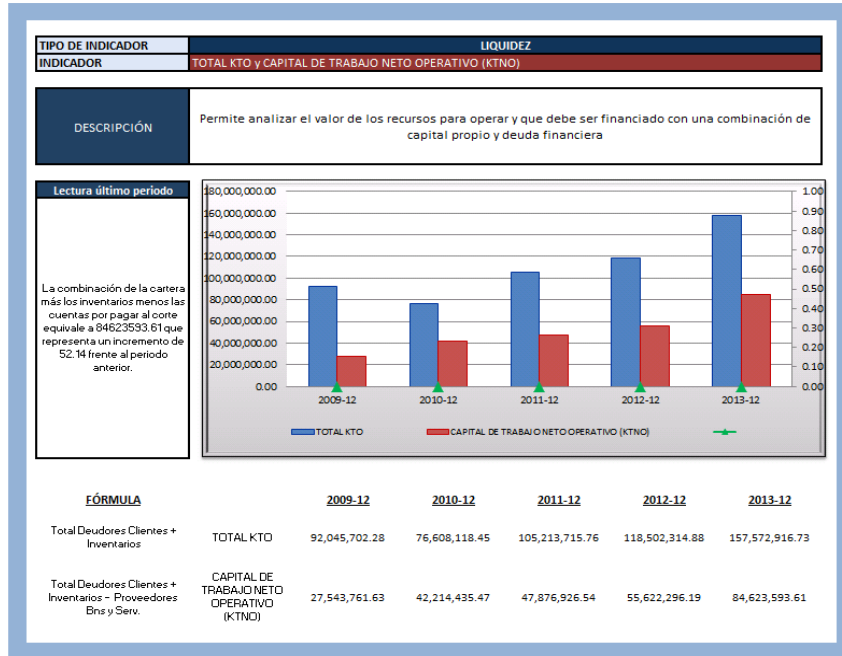 TIPO DE INDICADOR LIQUIDEZ
INDICADOR TOTAL KTO y CAPITAL DE TRABAJO NETO OPERATIVO (KTNO)
DESCRIPCIÓN
Permite analizar el valor de los recursos para operar y que debe ser financiado con una combinación de
capital propio y deuda financiera
Lectura último periodo
La combinación de la cartera
más los inventarios menos las
cuentas por pagar al corte
equivale a 84623593.61 que
representa un incremento de
52.14 frente al periodo
anterior.
180,000,000.00
160,000,000.00
140,000,000.00
120,000,000.00
100,000,000.00
80,000,000.00
60,000,000.00
40,000,000.00
20,000,000.00
0.00
1.00
0.90
0.80
0.70
0.60
0.50
0.40
0.30
0.20
0.10
0.00
2009-12 2010-12 2011-12 2012-12 2013-12
TOTAL KTO CAPITAL DE TRABAJO NETO OPERATIVO (KTNO)
FÓRMULA 2009-12 2010-12 2011-12 2012-12 2013-12
Total Deudores Clientes +
Inventarios
TOTAL KTO 92,045,702.28 76,608,118.45 105,213,715.76 118,502,314.88 157,572,916.73
Total Deudores Clientes +
Inventarios - Proveedores
Bns y Serv.
CAPITAL DE
TRABAJO NETO
OPERATIVO
(KTNO)
27,543,761.63 42,214,435.47 47,876,926.54 55,622,296.19 84,623,593.61